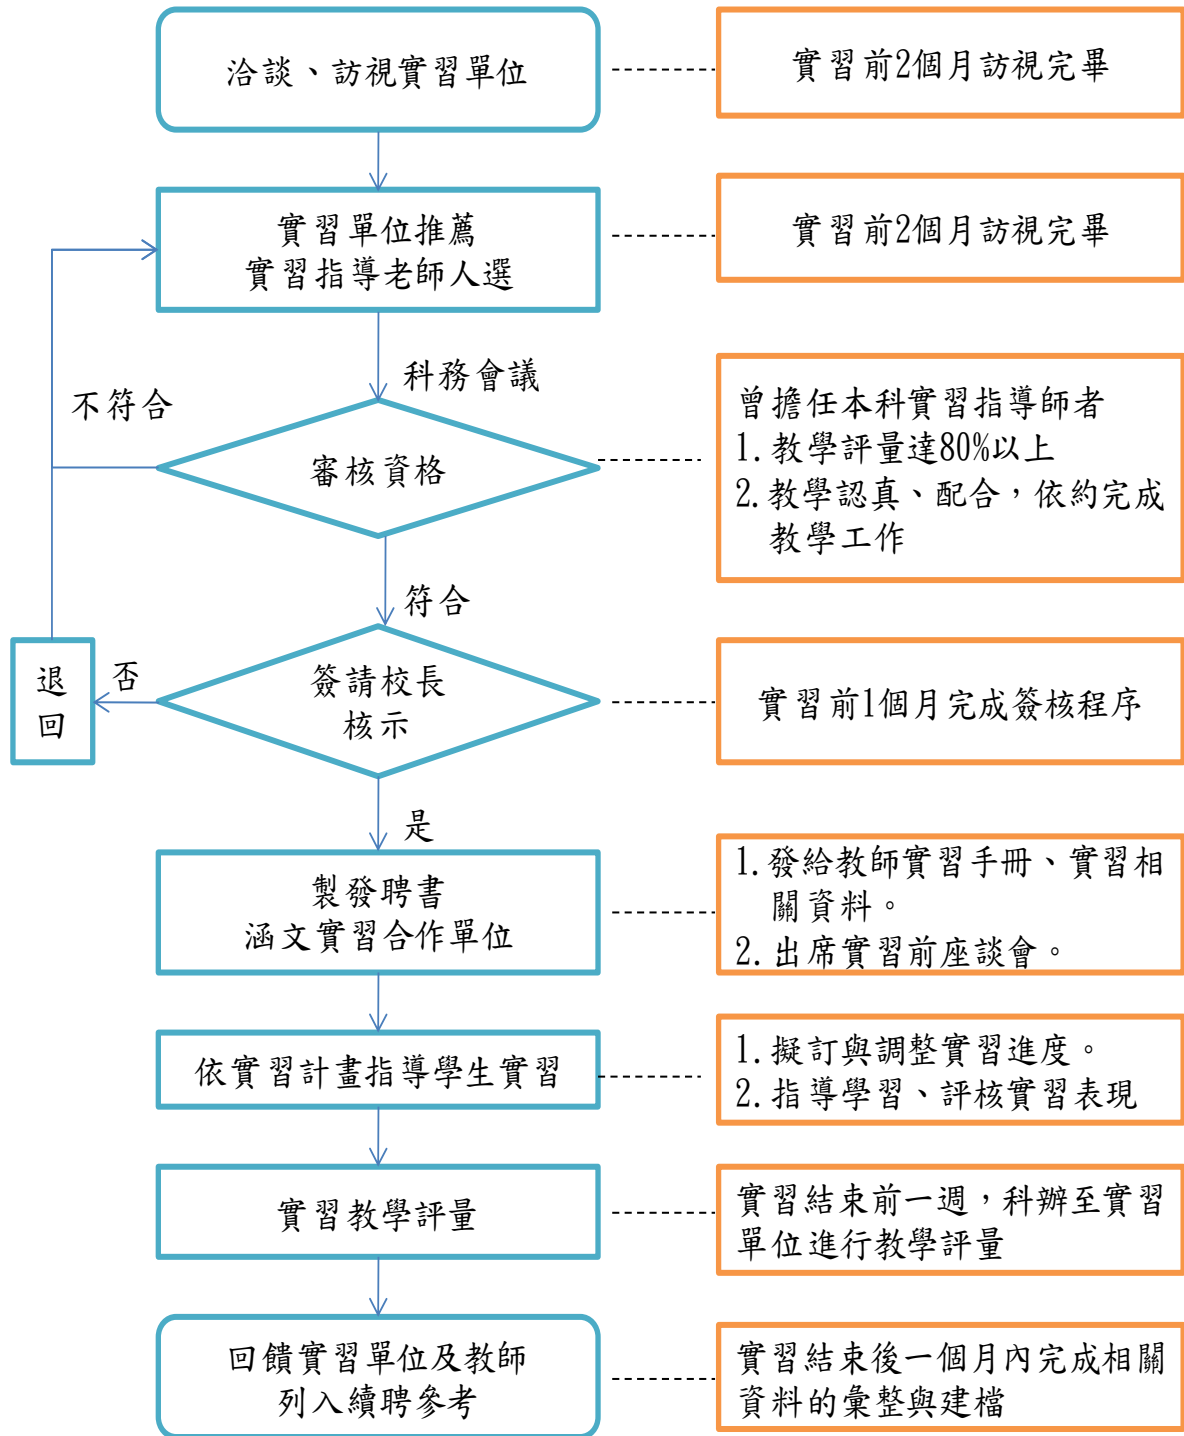 洽談、訪視實習單位
實習前2個月訪視完畢
實習單位推薦
實習指導老師人選
實習前2個月訪視完畢
科務會議
不符合
審核資格
曾擔任本科實習指導師者
1.教學評量達80%以上
2.教學認真、配合，依約完成
教學工作
符合
退
回
否
簽請校長
核示
實習前1個月完成簽核程序
是
製發聘書
涵文實習合作單位
1.發給教師實習手冊、實習相
關資料。
2.出席實習前座談會。
依實習計畫指導學生實習
1.擬訂與調整實習進度。
2.指導學習、評核實習表現
實習教學評量
實習結束前一週，科辦至實習
單位進行教學評量
回饋實習單位及教師
列入續聘參考
實習結束後一個月內完成相關
資料的彙整與建檔